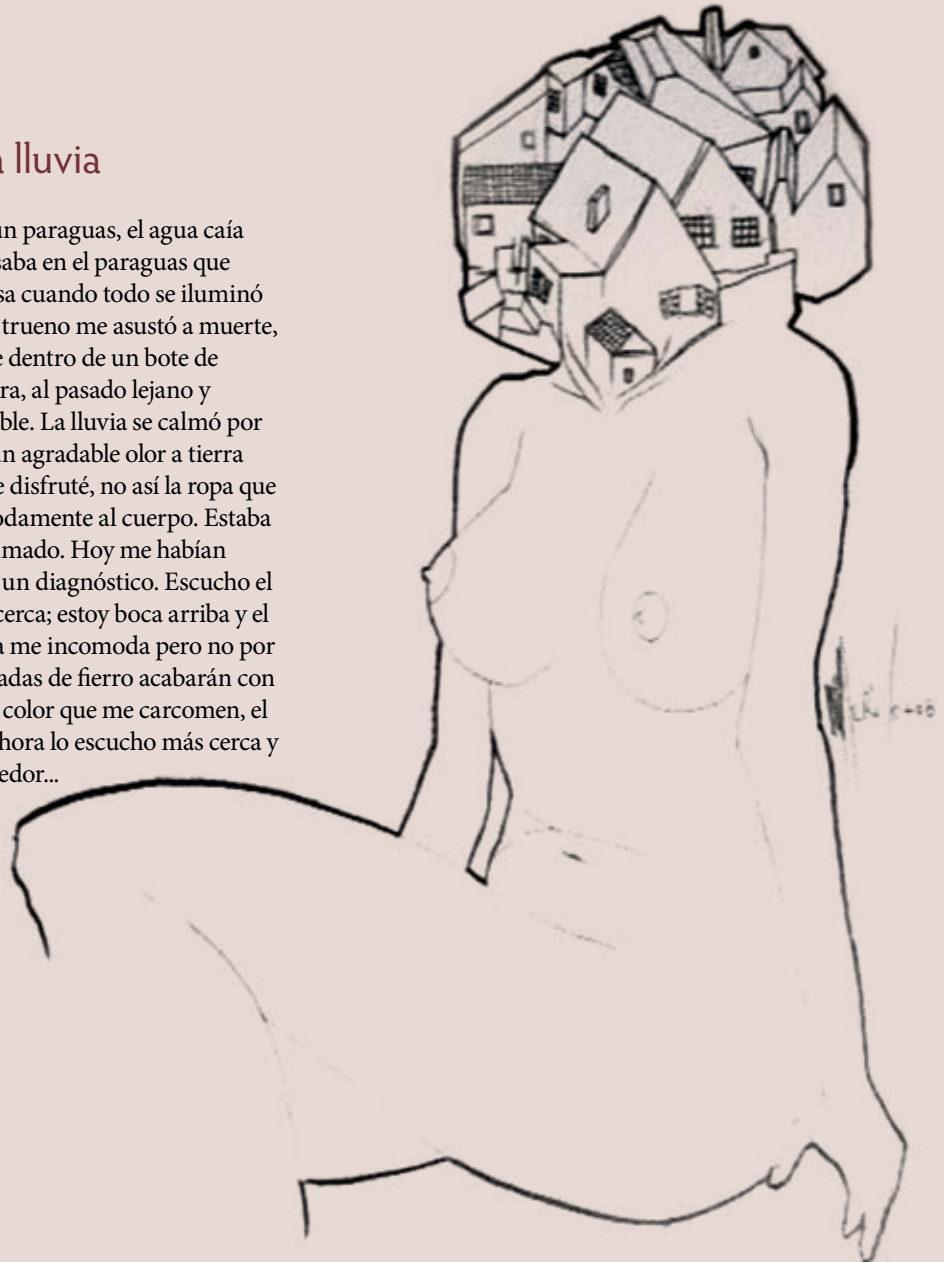 a lluvia
un paraguas, el agua caía
saba en el paraguas que
sa cuando todo se iluminó
trueno me asustó a muerte,
e dentro de un bote de
ra, al pasado lejano y
ble. La lluvia se calmó por
un agradable olor a tierra
e disfruté, no así la ropa que
odamente al cuerpo. Estaba
mado. Hoy me habían
un diagnóstico. Escucho el
cerca; estoy boca arriba y el
a me incomoda pero no por
adas de fierro acabarán con
color que me carcomen, el
hora lo escucho más cerca y
edor...